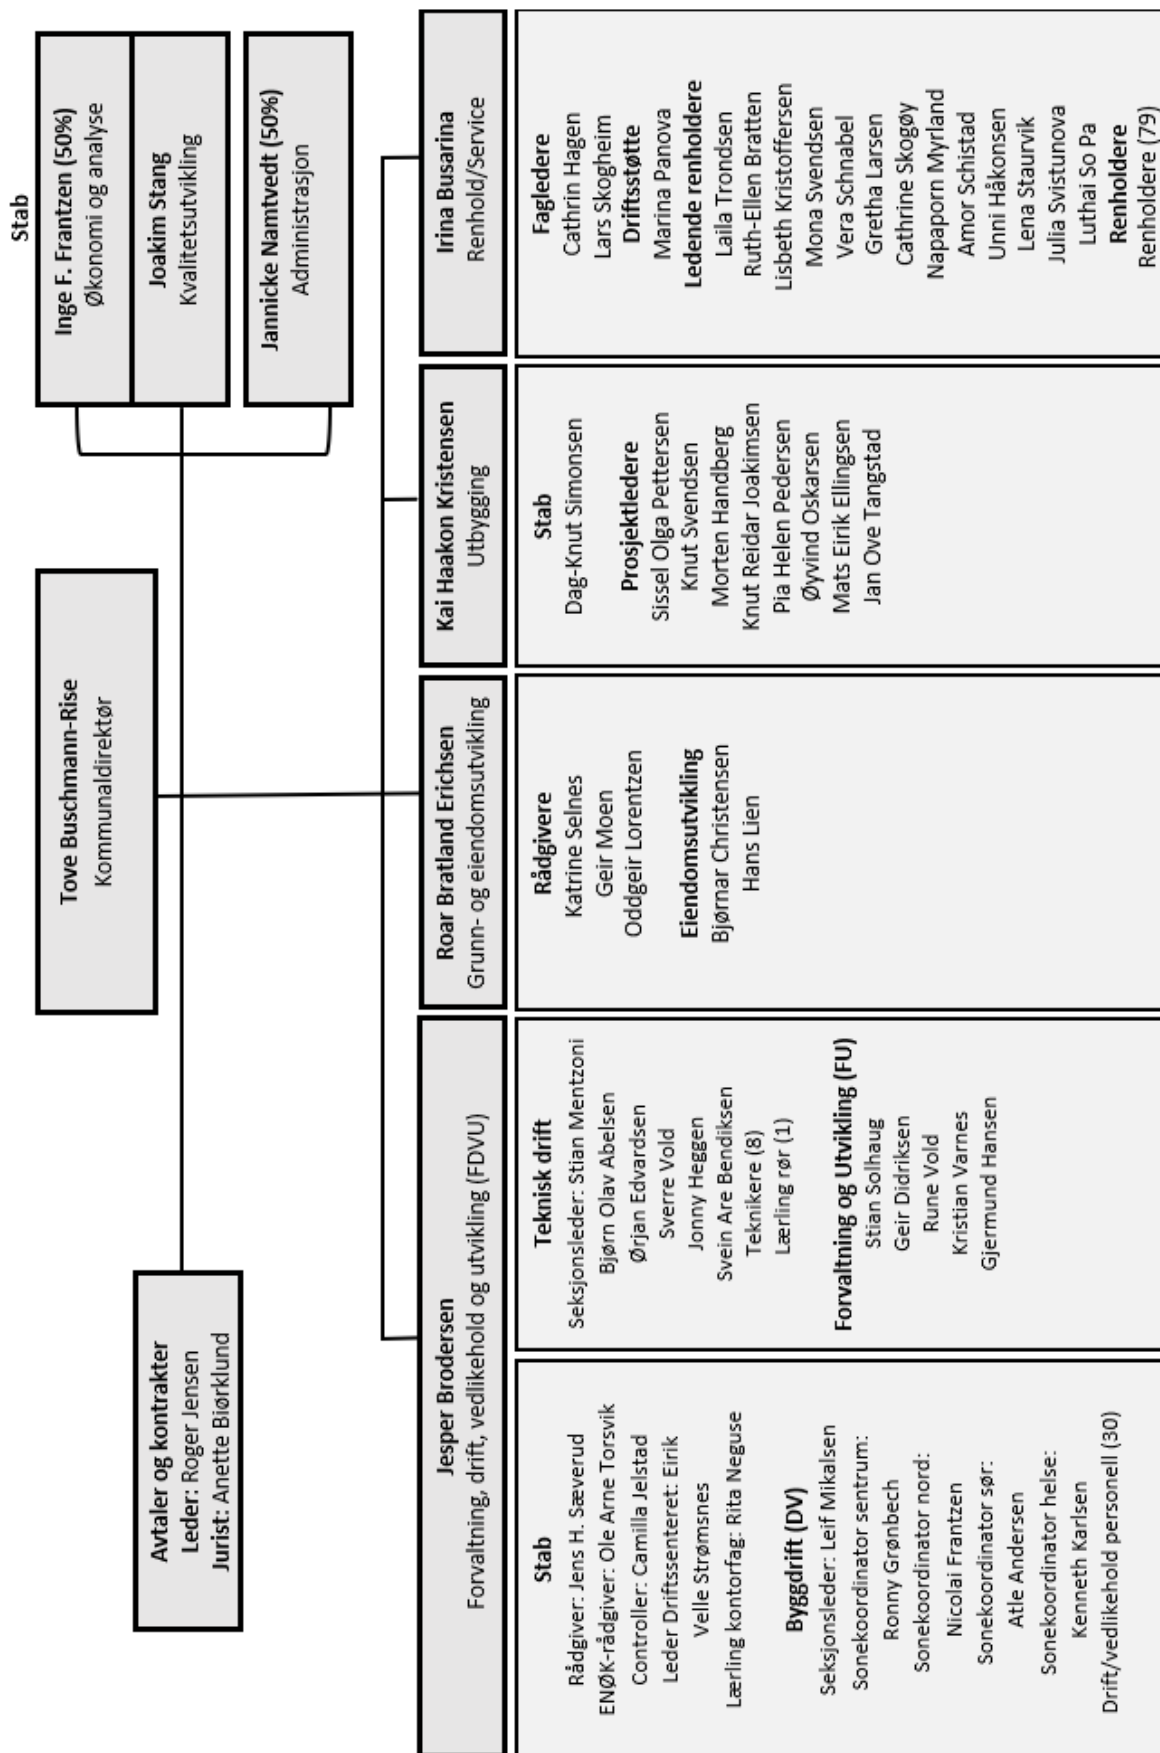 Stab
Tove Buschmann-Rise
Kommunaldirektør
Inge F. Frantzen (50%)
Økonomi og analyse
Joakim Stang
Kvalitetsutvikling
Jannicke Namtvedt (50%)
Administrasjon
Avtaler og kontrakter
Leder: Roger Jensen
Jurist: Anette Biørklund
Jesper Brodersen
Forvaltning, drift, vedlikehold og utvikling (FDVU)
Stab
Rådgiver: Jens H. Sæverud
ENØK-rådgiver: Ole Arne Torsvik
Controller: Camilla Jelstad
Leder Driftssenteret: Eirik
Velle Strømsnes
Lærling kontorfag: Rita Neguse
Byggdrift (DV)
Seksjonsleder: Leif Mikalsen
Sonekoordinator sentrum:
Ronny Grønbech
Sonekoordinator nord:
Nicolai Frantzen
Sonekoordinator sør:
Atle Andersen
Sonekoordinator helse:
Kenneth Karlsen
Drift/vedlikehold personell (30)
Teknisk drift
Seksjonsleder: Stian Mentzoni
Bjørn Olav Abelsen
Ørjan Edvardsen
Sverre Vold
Jonny Heggen
Svein Are Bendiksen
Teknikere (8)
Lærling rør (1)
Forvaltning og Utvikling (FU)
Stian Solhaug
Geir Didriksen
Rune Vold
Kristian Varnes
Gjermund Hansen
Roar Bratland Erichsen
Grunn- og eiendomsutvikling
Rådgivere
Katrine Selnes
Geir Moen
Oddgeir Lorentzen
Eiendomsutvikling
Bjørnar Christensen
Hans Lien
Kai Haakon Kristensen
Utbygging
Stab
Dag-Knut Simonsen
Prosjektledere
Sissel Olga Pettersen
Knut Svendsen
Morten Handberg
Knut Reidar Joakimsen
Pia Helen Pedersen
Øyvind Oskarsen
Mats Eirik Ellingsen
Jan Ove Tangstad
Irina Busarina
Renhold/Service
Fagledere
Cathrin Hagen
Lars Skogheim
Driftsstøtte
Marina Panova
Ledende renholdere
Laila Trondsen
Ruth-Ellen Bratten
Lisbeth Kristoffersen
Mona Svendsen
Vera Schnabel
Gretha Larsen
Cathrine Skogøy
Napaporn Myrland
Amor Schistad
Unni Håkonsen
Lena Staurvik
Julia Svistunova
Luthai So Pa
Renholdere
Renholdere (79)